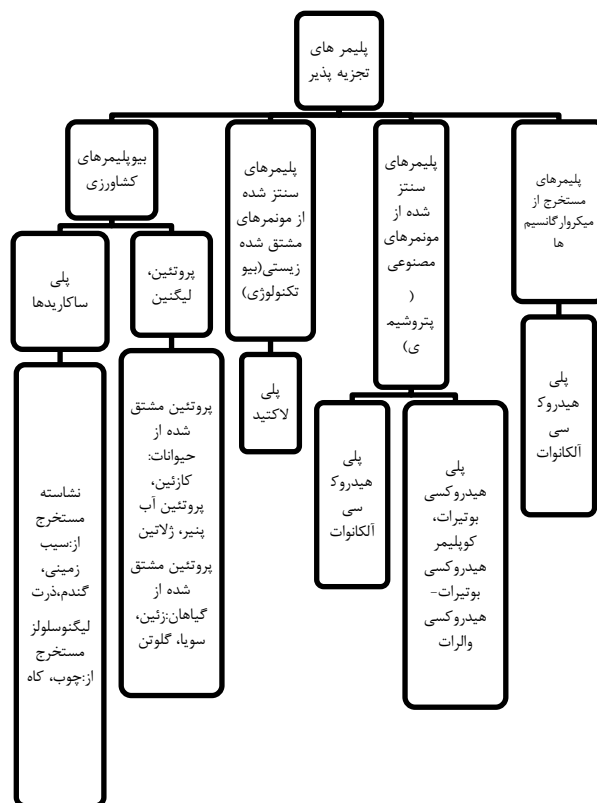 پلیمر های
تجزیه پذیر
پلیمرهای
مستخرج از
میکروارگانسیم
ها
پلی
هیدروک
سی
آلکانوات
پلیمرهای
سنتز
شده از
مونمرهای
مصنوعی
(
پتروشیم
ی)
پلی
هیدروکسی
بوتیرات،
کوپلیمر
هیدروکسی
بوتیرات-
هیدروکسی
والرات
پلی
هیدروک
سی
آلکانوات
پلیمرهای
سنتز شده
از مونمرهای
مشتق شده
زیستی(بیو
تکنولوژی)
پلی
لاکتید
بیوپلیمرهای
کشاورزی
پروتئین،
لیگنین
پروتئین مشتق
شده از
حیوانات:
کازئین،
پروتئین آب
پنیر، ژلاتین
پروتئین مشتق
شده از
گیاهان:زئین،
سویا، گلوتن
پلی
ساکاریدها
نشاسته
مستخرج
از:سیب
زمینی،
گندم،ذرت
لیگنوسلولز
مستخرج
از:چوب، کاه